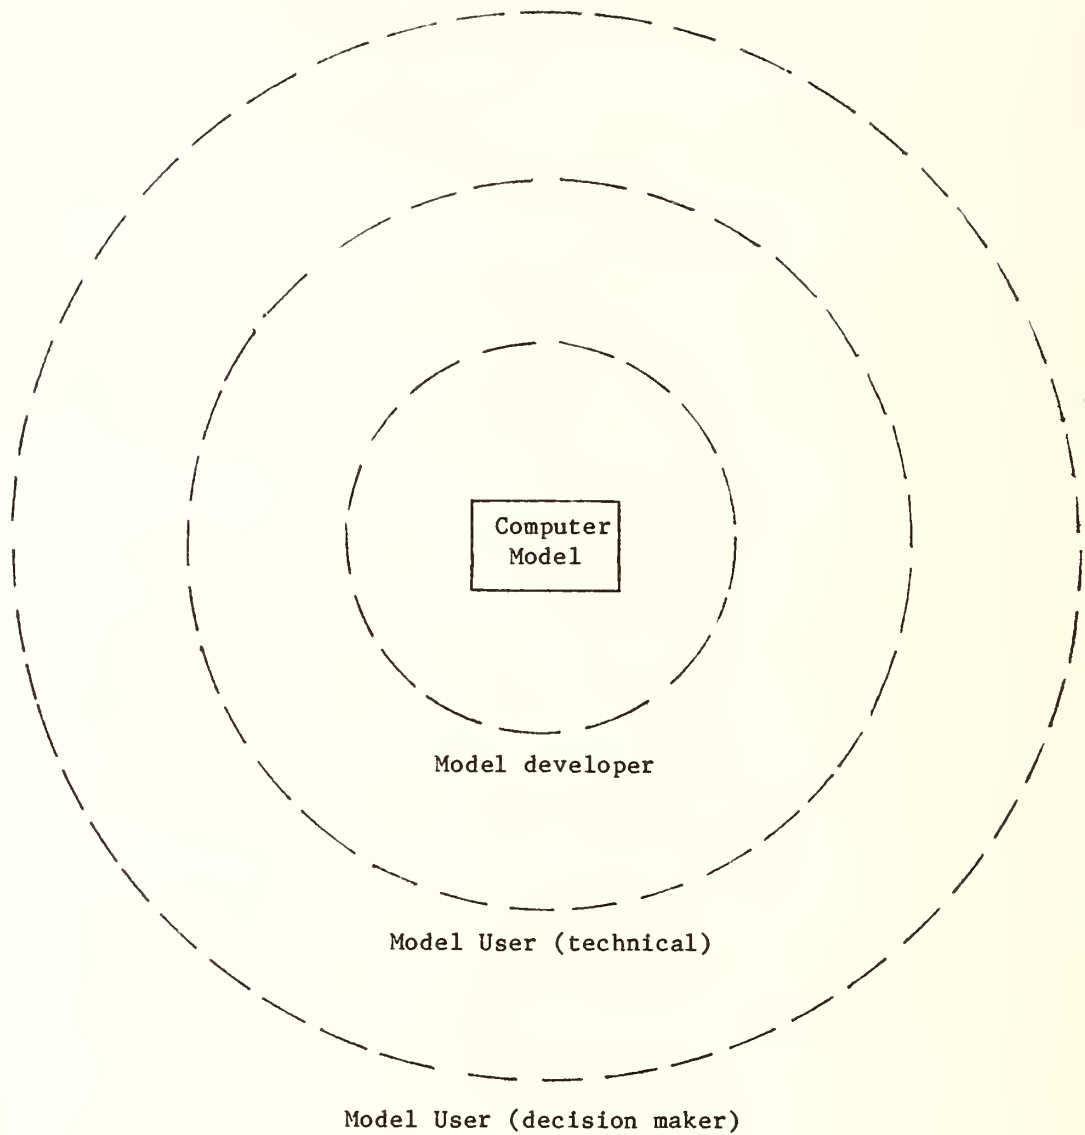 Computer
Model
Model developer
Model User (technical)
Model User (decision maker)